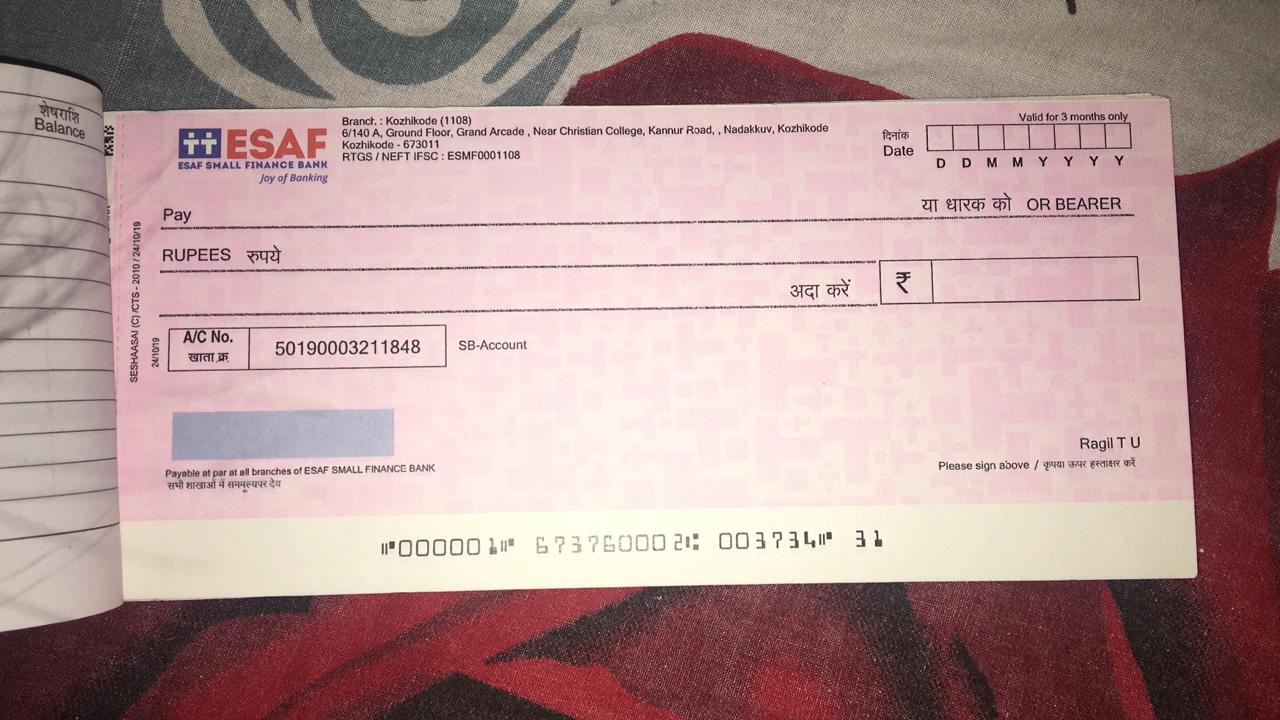 शेषराशि
Balance
ESAF
ESAF SMALL FINANCE BANK
Joy of Banking
Branch : Kozhikode (1108)
6/140 A, Ground Floor, Grand Arcade , Near Christian College, Kannur Road, , Nadakkuv, Kozhikode
Kozhikode - 673011
RTGS / NEFT IFSC : ESMF0001108
Valid for 3 months only
दिनांक
Date
D D M M Y Y Y Y
Pay
या धारक को OR BEARER
RUPEES रुपये
अदा करें
₹
A/C No.
खाता क्र.
50190003211848
SB-Account
SESHAASAI (C) /CTS - 2010 / 24/10/19
24/10/19
Payable at par at all branches of ESAF SMALL FINANCE BANK
सभी शाखाओं में सममूल्यपर देय
Ragil T U
Please sign above / कृपया ऊपर हस्ताक्षर करें
⑈000001⑈ 673760002⑆ 003734⑈ 31